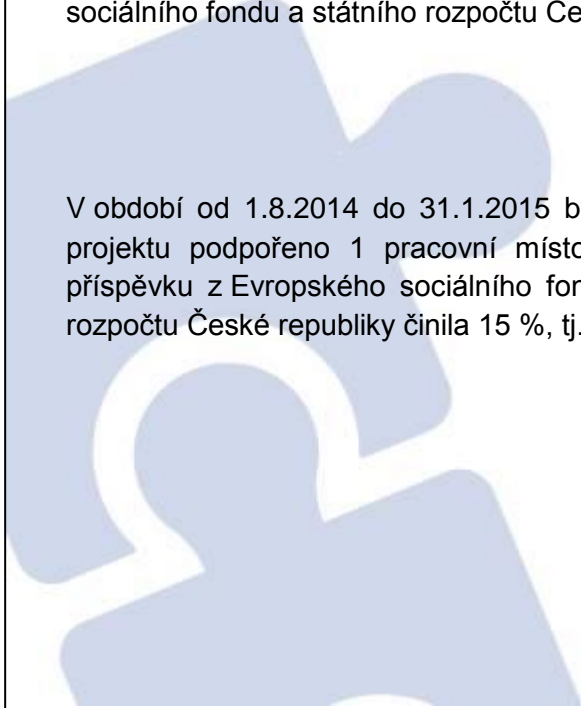 sociálního fondu a státního rozpočtu Če
V období od 1.8.2014 do 31.1.2015 b
projektu podpořeno 1 pracovní místo
příspěvku z Evropského sociálního fon
rozpočtu České republiky činila 15 %, tj.